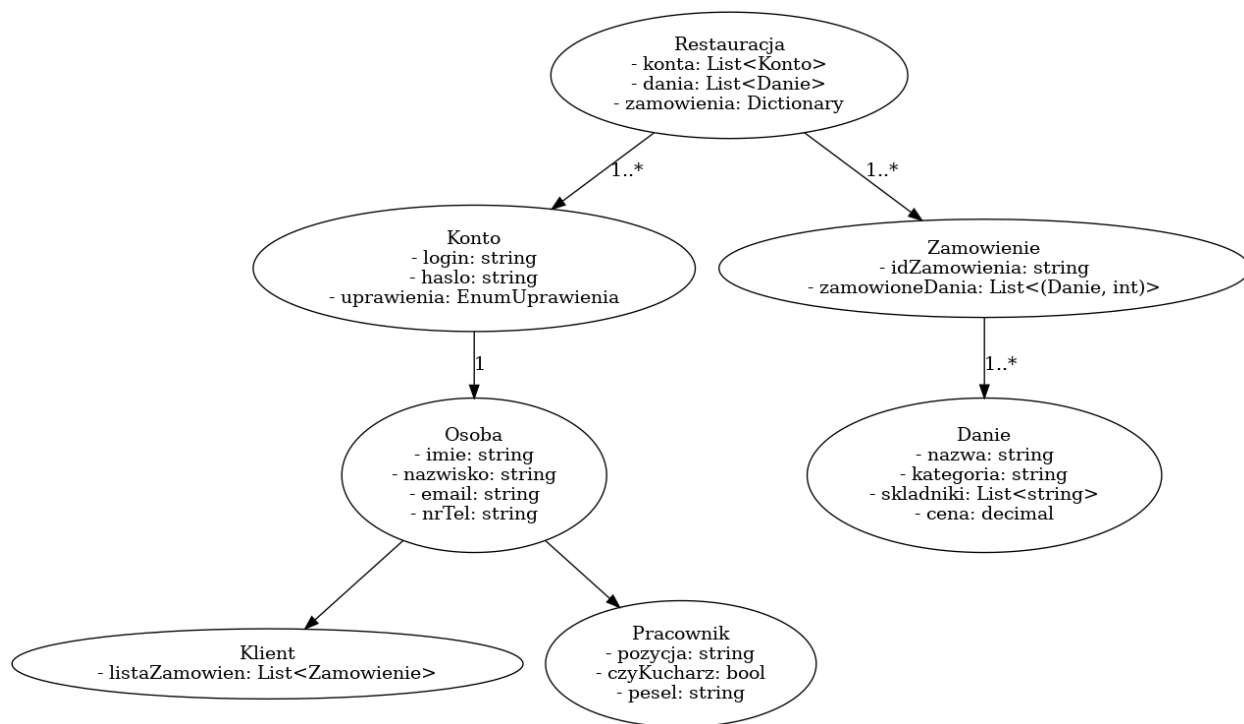 Restauracja
- konta: List<Konto>
- dania: List<Danie>
- zamowienia: Dictionary
1..*
1..*
Konto
- login: string
- haslo: string
- uprawienia: EnumUprawienia
Zamowienie
- idZamowienia: string
- zamowioneDania: List<(Danie, int)>
1
1..*
Osoba
- imie: string
- nazwisko: string
- email: string
- nrTel: string
Danie
- nazwa: string
- kategoria: string
- skladniki: List<string>
- cena: decimal
Klient
- listaZamowien: List<Zamowienie>
Pracownik
- pozycja: string
- czyKucharz: bool
- pesel: string